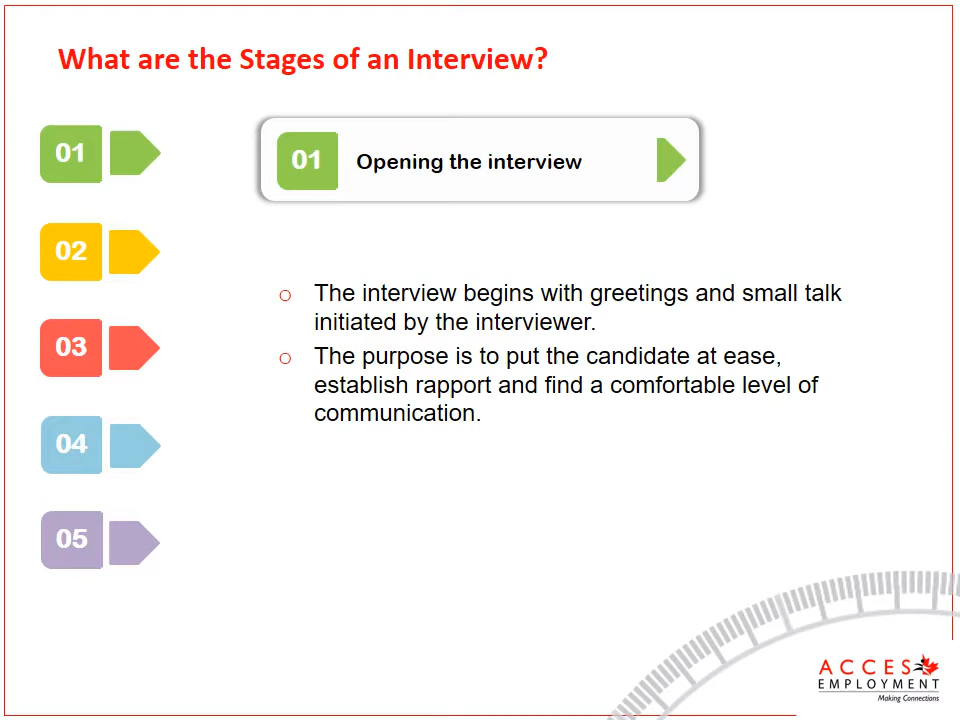 What are the Stages of an Interview?
01
01
Opening the interview
02
03
04
05
○ The interview begins with greetings and small talk
initiated by the interviewer.
○ The purpose is to put the candidate at ease,
establish rapport and find a comfortable level of
communication.
ACCES
EMPLOYMENT
Making Connections